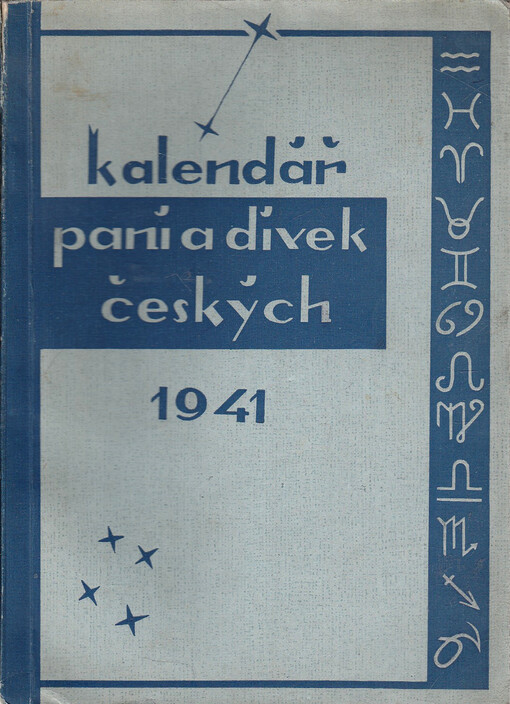 kalendář
paní a dívek
českých
1941